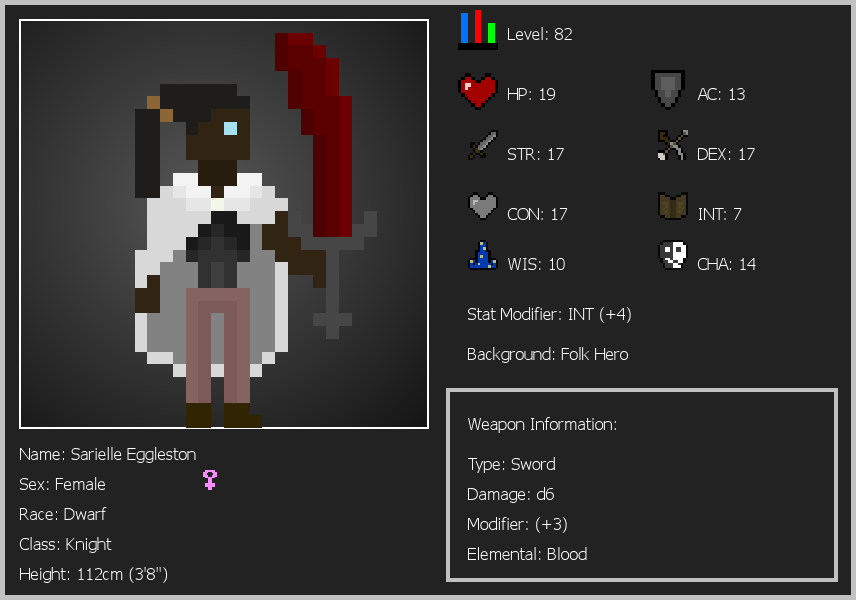 Level: 82
HP: 19
AC: 13
STR: 17
DEX: 17
CON: 17
INT: 7
WIS: 10
CHA: 14
Stat Modifier: INT (+4)
Background: Folk Hero
Weapon Information:
Type: Sword
Damage: d6
Modifier: (+3)
Elemental: Blood
Name: Sarielle Eggleston
Sex: Female
Race: Dwarf
Class: Knight
Height: 112cm (3'8")